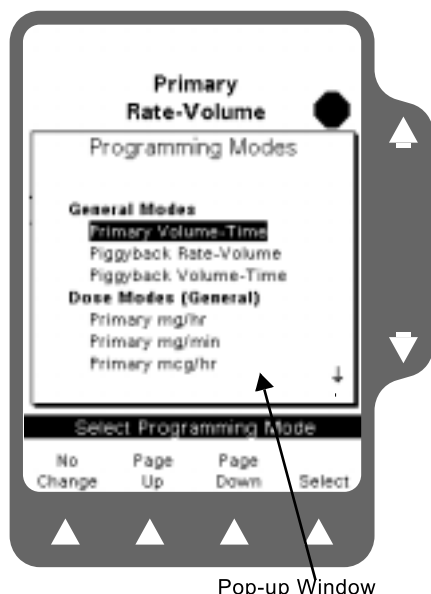 Primary
Rate-Volume
Programming Modes
General Modes
Primary Volume-Time
Piggyback Rate-Volume
Piggyback Volume-Time
Dose Modes (General)
Primary mg/hr
Primary mg/min
Primary mcg/hr
Select Programming Mode
No Change
Page Up
Page Down
Select
Pop-up Window